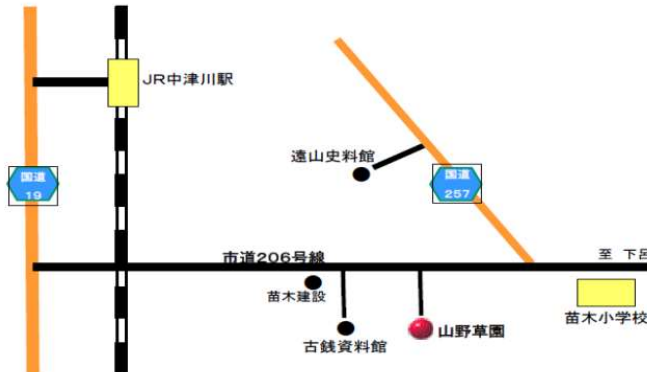 JR中津川駅
遠山史料館
国道
19
国道
257
市道206号線
至 下呂
苗木建設
苗木小学校
古銭資料館
山野草園